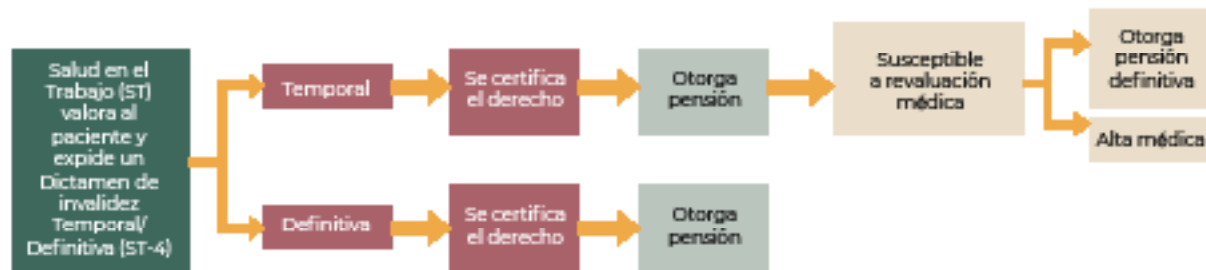 Salud en el
Trabajo (ST)
valora al
paciente y
expide un
Dictamen de
invalidez
Temporal/
Definitiva (ST-4)
Temporal
Se certifica
el derecho
Otorga
pensión
Susceptible
a revaluación
médica
Otorga
pensión
definitiva
Alta médica
Definitiva
Se certifica
el derecho
Otorga
pensión